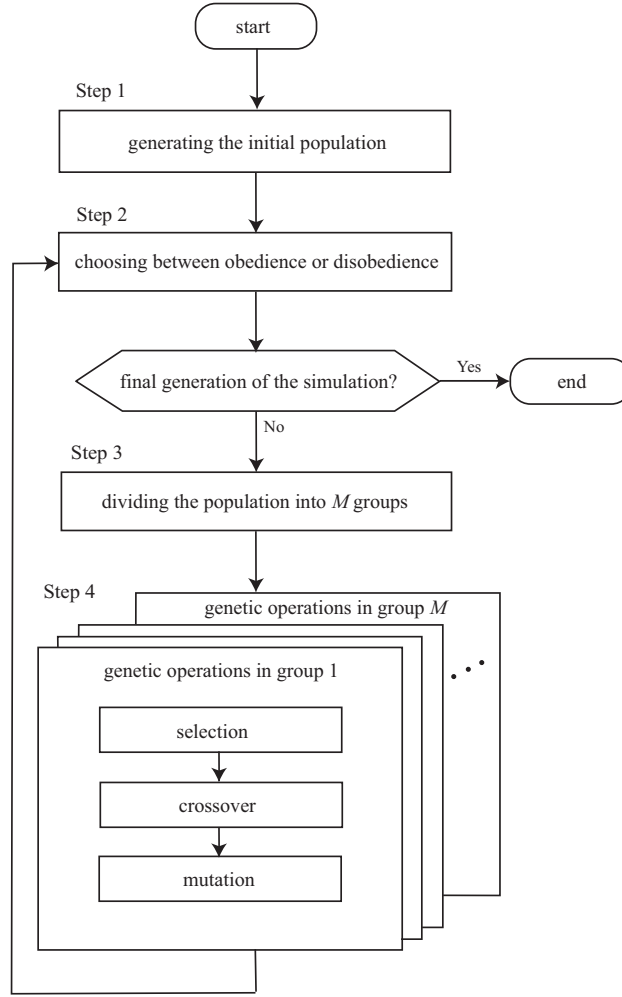 start
Step 1
generating the initial population
Step 2
choosing between obedience or disobedience
final generation of the simulation?
Yes
end
No
Step 3
dividing the population into M groups
Step 4
genetic operations in group M
genetic operations in group 1
selection
crossover
mutation